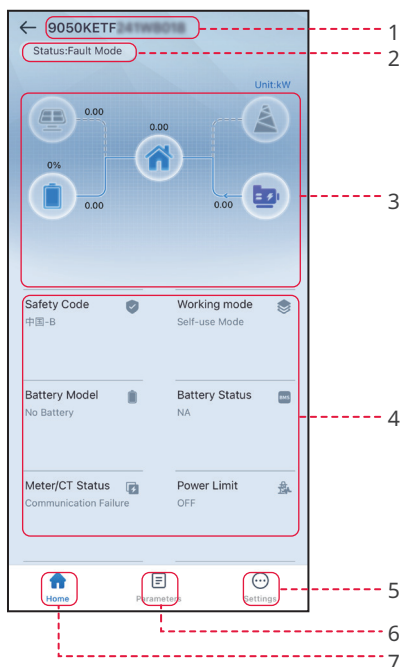 9050KETF
1
Status:Fault Mode
2
Unit:kW
0.00
0.00
0%
0.00
0.00
3
Safety Code
Working mode
中国-B
Self-use Mode
Battery Model
Battery Status
BMS
No Battery
NA
4
Meter/CT Status
Power Limit
Communication Failure
OFF
5
Home
Parameters
Settings
6
7